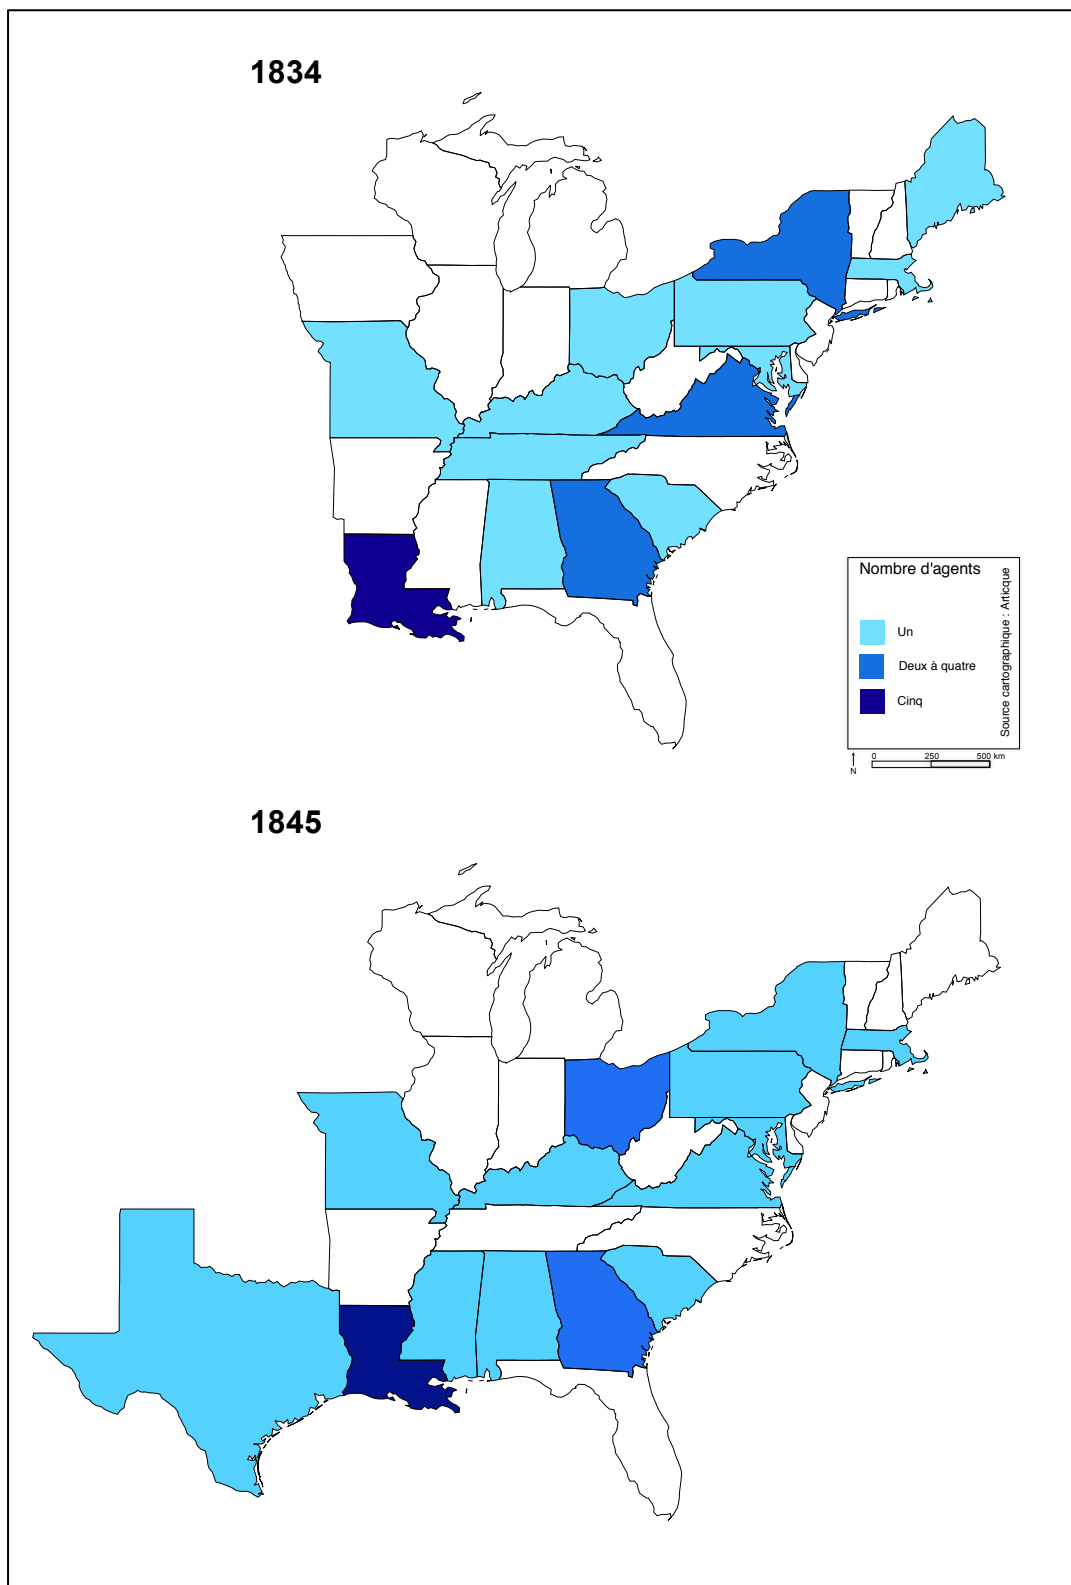 1834
Nombre d'agents
Un
Deux à quatre
Cinq
Source cartographique : Articque
N
0 250 500 km
1845